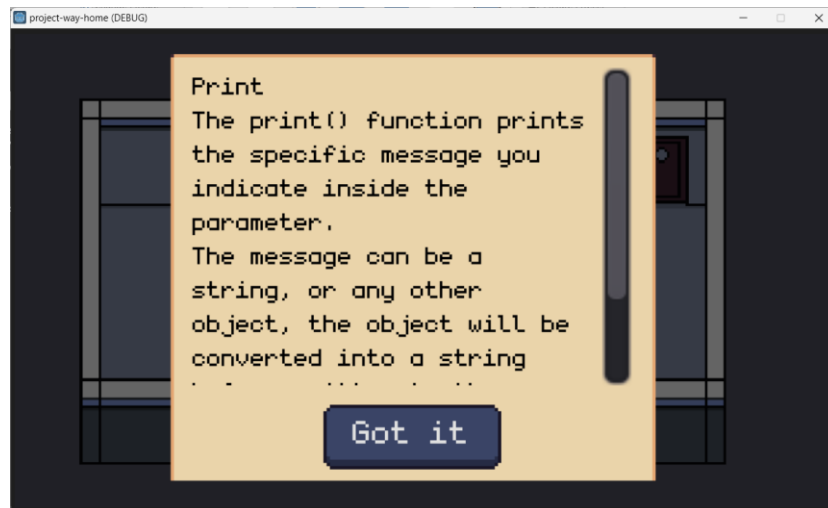 project-way-home (DEBUG)
Print
The print() function prints
the specific message you
indicate inside the
parameter.
The message can be a
string, or any other
object, the object will be
converted into a string
Got it